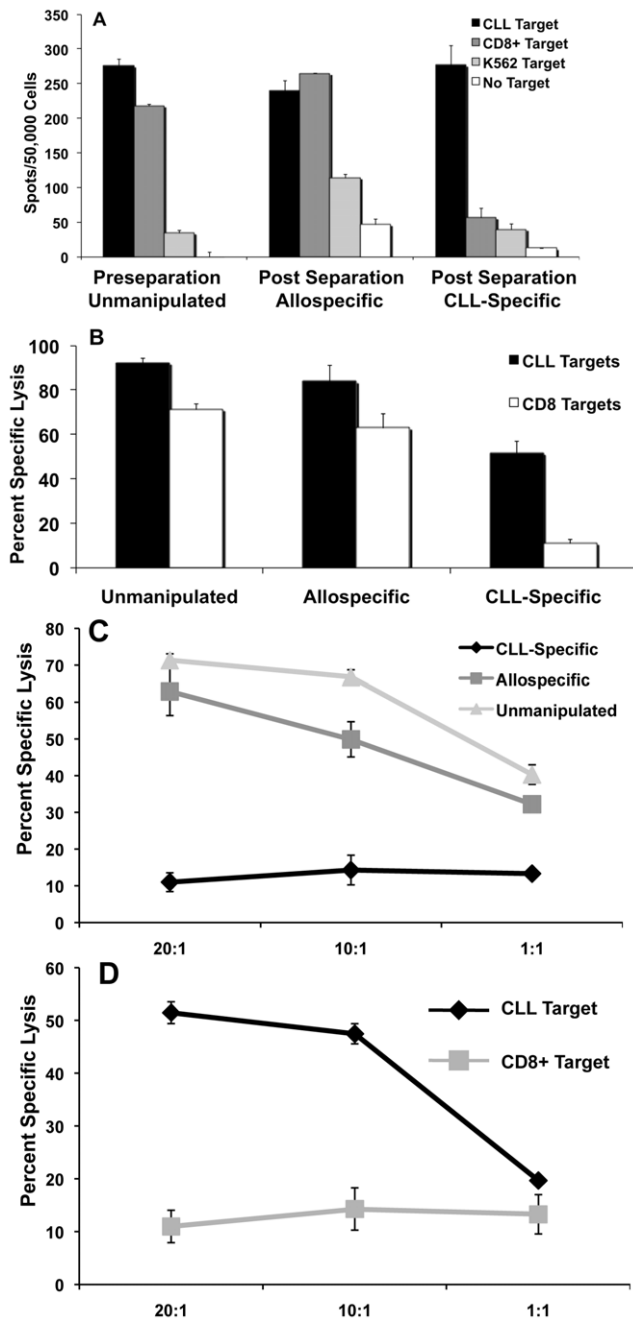 A
CLL Target
CD8+ Target
K562 Target
No Target
Spots/50,000 Cells
350
300
250
200
150
100
50
0
Preseparation
Unmanipulated
Post Separation
Allospecific
Post Separation
CLL-Specific
B
CLL Targets
CD8 Targets
Percent Specific Lysis
100
80
60
40
20
0
Unmanipulated
Allospecific
CLL-Specific
C
CLL-Specific
Allospecific
Unmanipulated
Percent Specific Lysis
80
70
60
50
40
30
20
10
0
20:1
10:1
1:1
D
CLL Target
CD8+ Target
Percent Specific Lysis
60
50
40
30
20
10
0
20:1
10:1
1:1